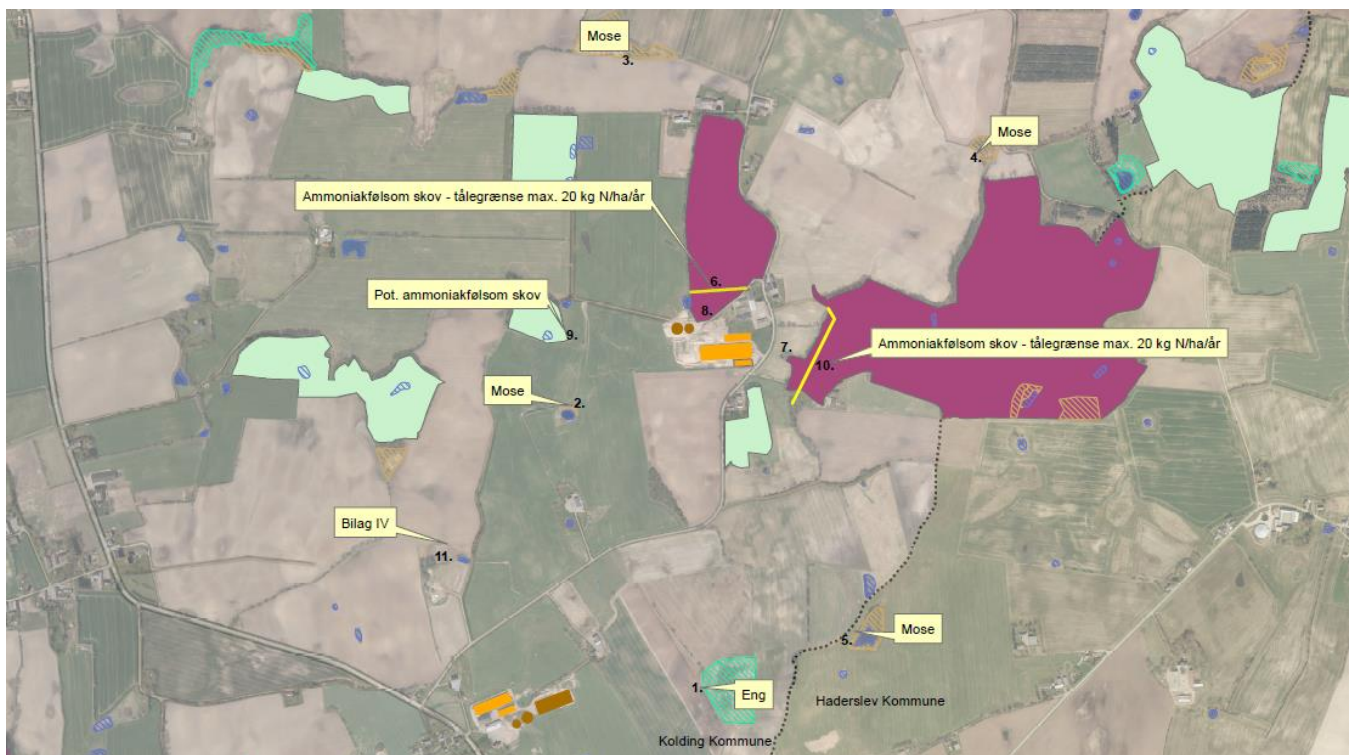 Mose
3.
Mose
4.
Ammoniakfølsom skov - tålegrænse max. 20 kg N/ha/år
6.
Pot. ammoniakfølsom skov
8.
9.
7.
Ammoniakfølsom skov - tålegrænse max. 20 kg N/ha/år
10.
Mose
2.
Bilag IV
11.
Mose
5.
1.
Eng
Haderslev Kommune
Kolding Kommune